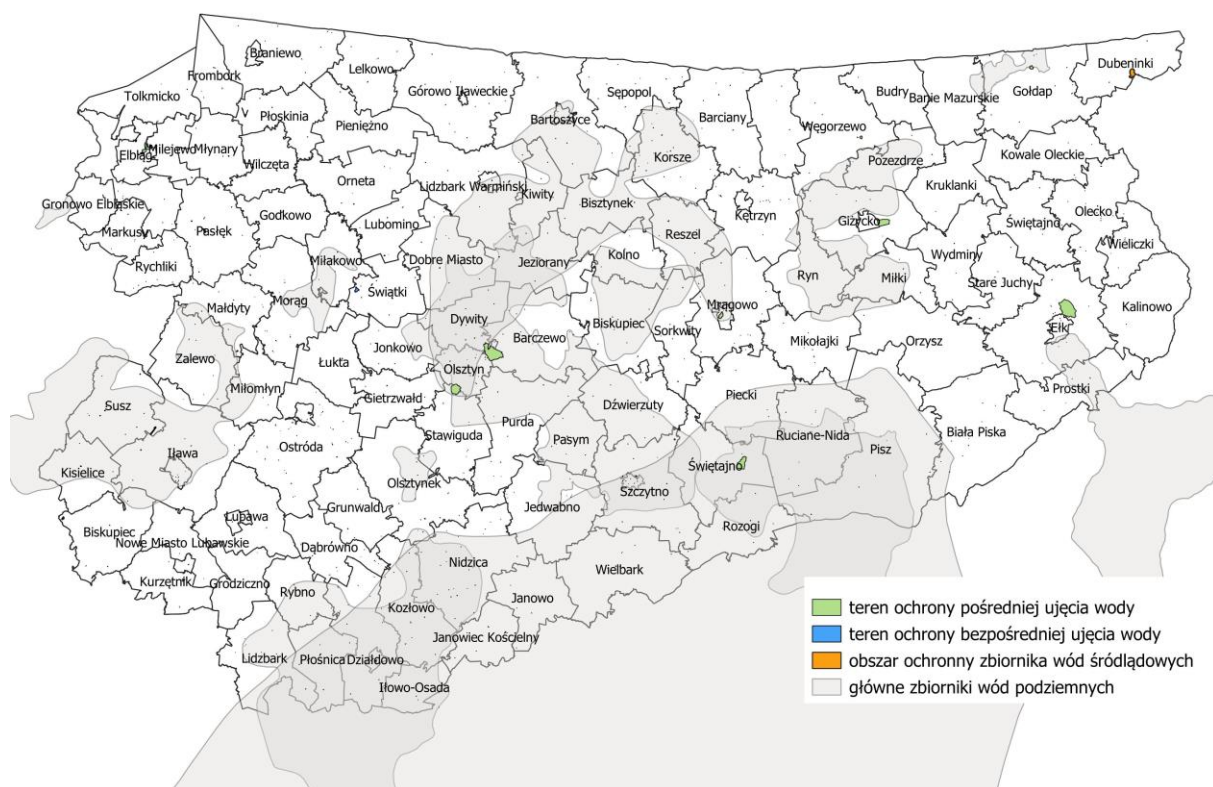 Braniewo
Lelkowo
Frombork
Górowo Iławeckie
Sępopol
Budry
Banie Mazurskie
Gołdap
Dubeninki
Tolkmicko
Płoskinia
Pieniężno
Bartoszyce
Barciany
Węgorzewo
Elbląg
Milejewo
Młynary
Wilczęta
Orneta
Korsze
Pozezdrze
Kowale Oleckie
Lidzbark Warmiński
Kiwity
Bisztynek
Kętrzyn
Kruklanki
Gronowo Elbląskie
Markusy
Pasłęk
Godkowo
Lubomino
Reszel
Giżycko
Świętajno
Olecko
Wieliczki
Rychliki
Miłakowo
Dobre Miasto
Jeziorany
Kolno
Ryn
Miłki
Wydminy
Stare Juchy
Kalinowo
Małdyty
Morąg
Świątki
Dywity
Barczewo
Biskupiec
Sorkwity
Mrągowo
Mikołajki
Orzysz
Ełk
Zalewo
Łukta
Jonkowo
Olsztyn
Susz
Miłomłyn
Gietrzwałd
Dźwierzuty
Piecki
Prostki
Ostróda
Stawiguda
Purda
Pasym
Ruciane-Nida
Pisz
Biała Piska
Kisielice
Iława
Olsztynek
Szczytno
Świętajno
Jedwabno
Rozogi
Biskupiec
Nowe Miasto Lubawskie
Lubawa
Grunwald
Dąbrówno
Nidzica
Wielbark
Kurzętnik
Grodziczno
Rybno
Kozłowo
Janowo
Janowiec Kościelny
Lidzbark
Płośnica
Działdowo
Iłowo-Osada
teren ochrony pośredniej ujęcia wody
teren ochrony bezpośredniej ujęcia wody
obszar ochronny zbiornika wód śródlądowych
główne zbiorniki wód podziemnych